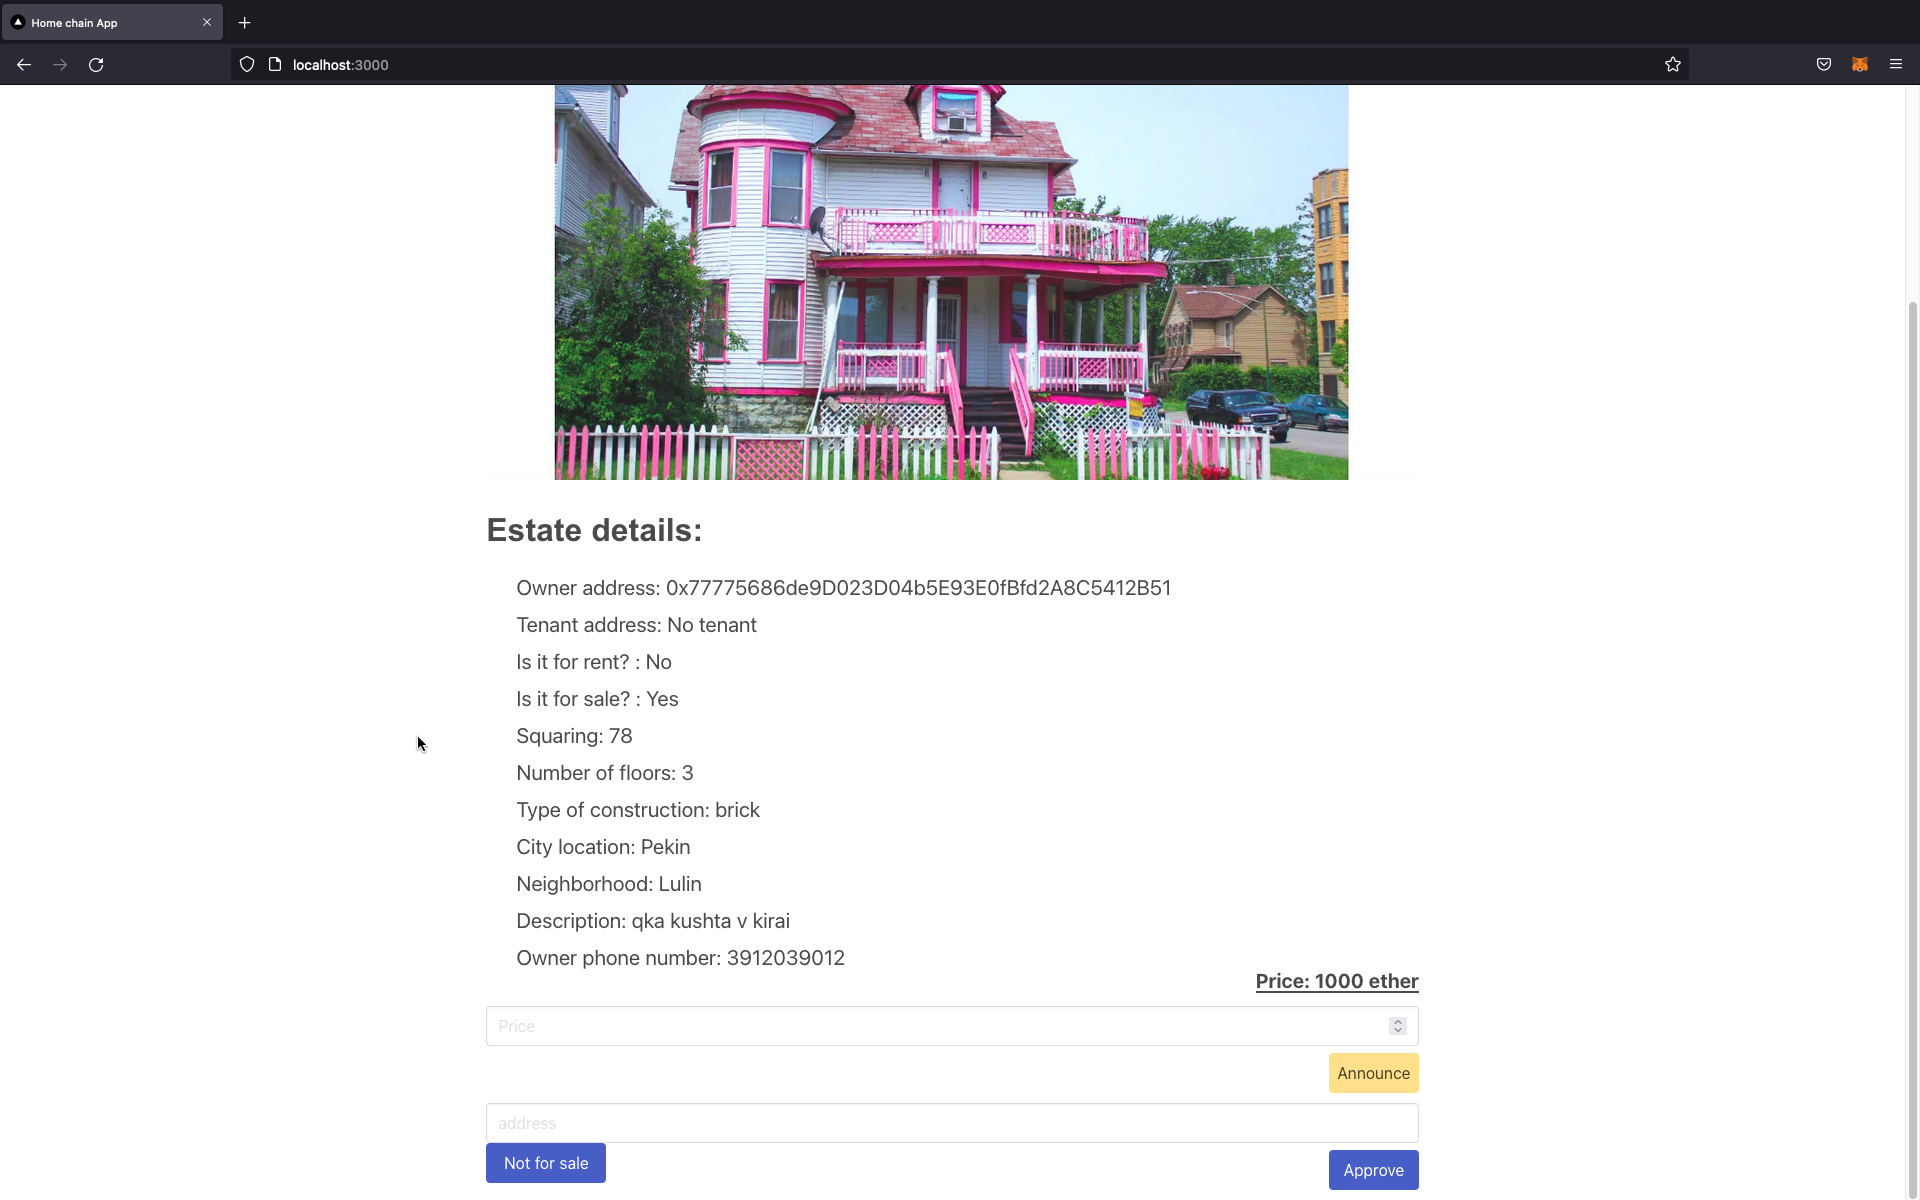 Home chain App
localhost:3000
Estate details:
Owner address: 0x77775686de9D023D04b5E93E0fBfd2A8C5412B51
Tenant address: No tenant
Is it for rent? : No
Is it for sale? : Yes
Squaring: 78
Number of floors: 3
Type of construction: brick
City location: Pekin
Neighborhood: Lulin
Description: qka kushta v kirai
Owner phone number: 3912039012
Price: 1000 ether
Price
Announce
address
Not for sale
Approve